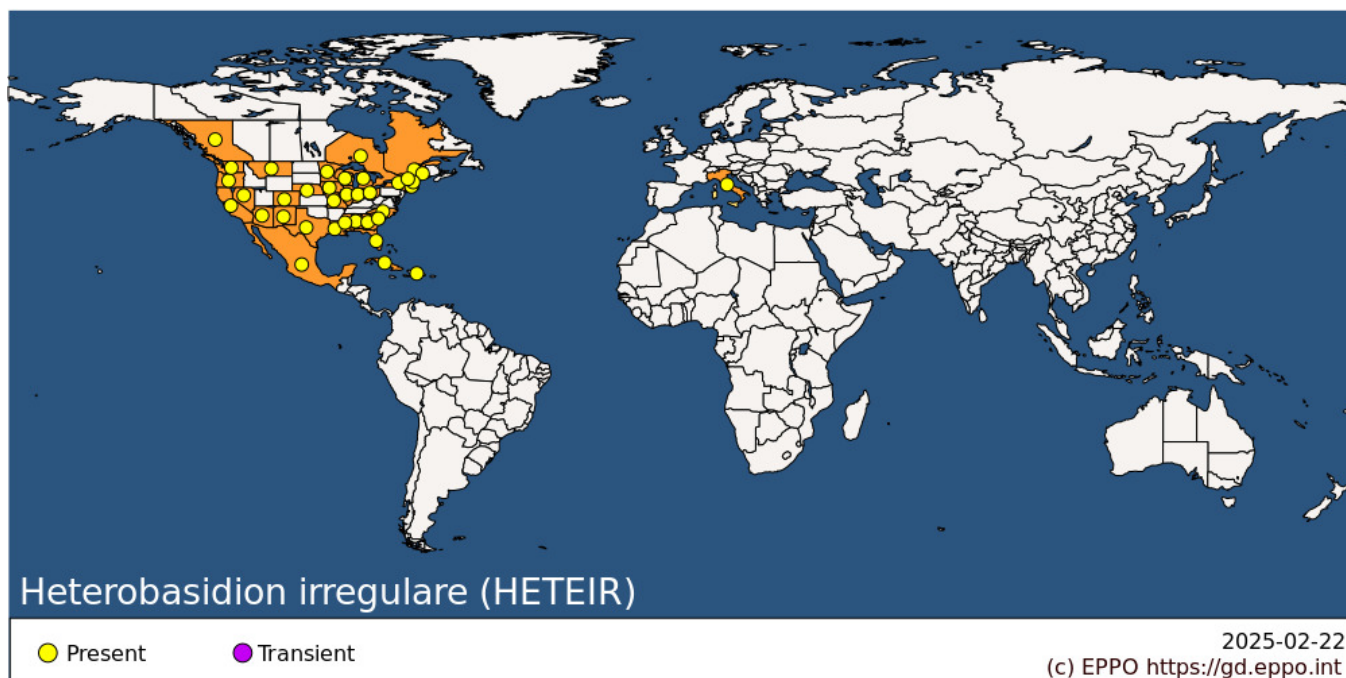 Heterobasidion irregulare (HETEIR)
Present
Transient
2025-02-22
(c) EPPO https://gd.eppo.int